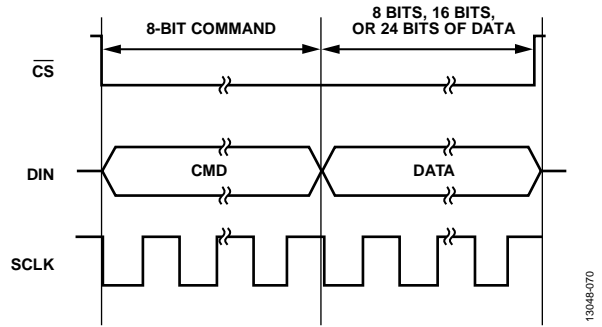 8-BIT COMMAND
8 BITS, 16 BITS,
OR 24 BITS OF DATA
CS
DIN
CMD
DATA
SCLK
13048-070